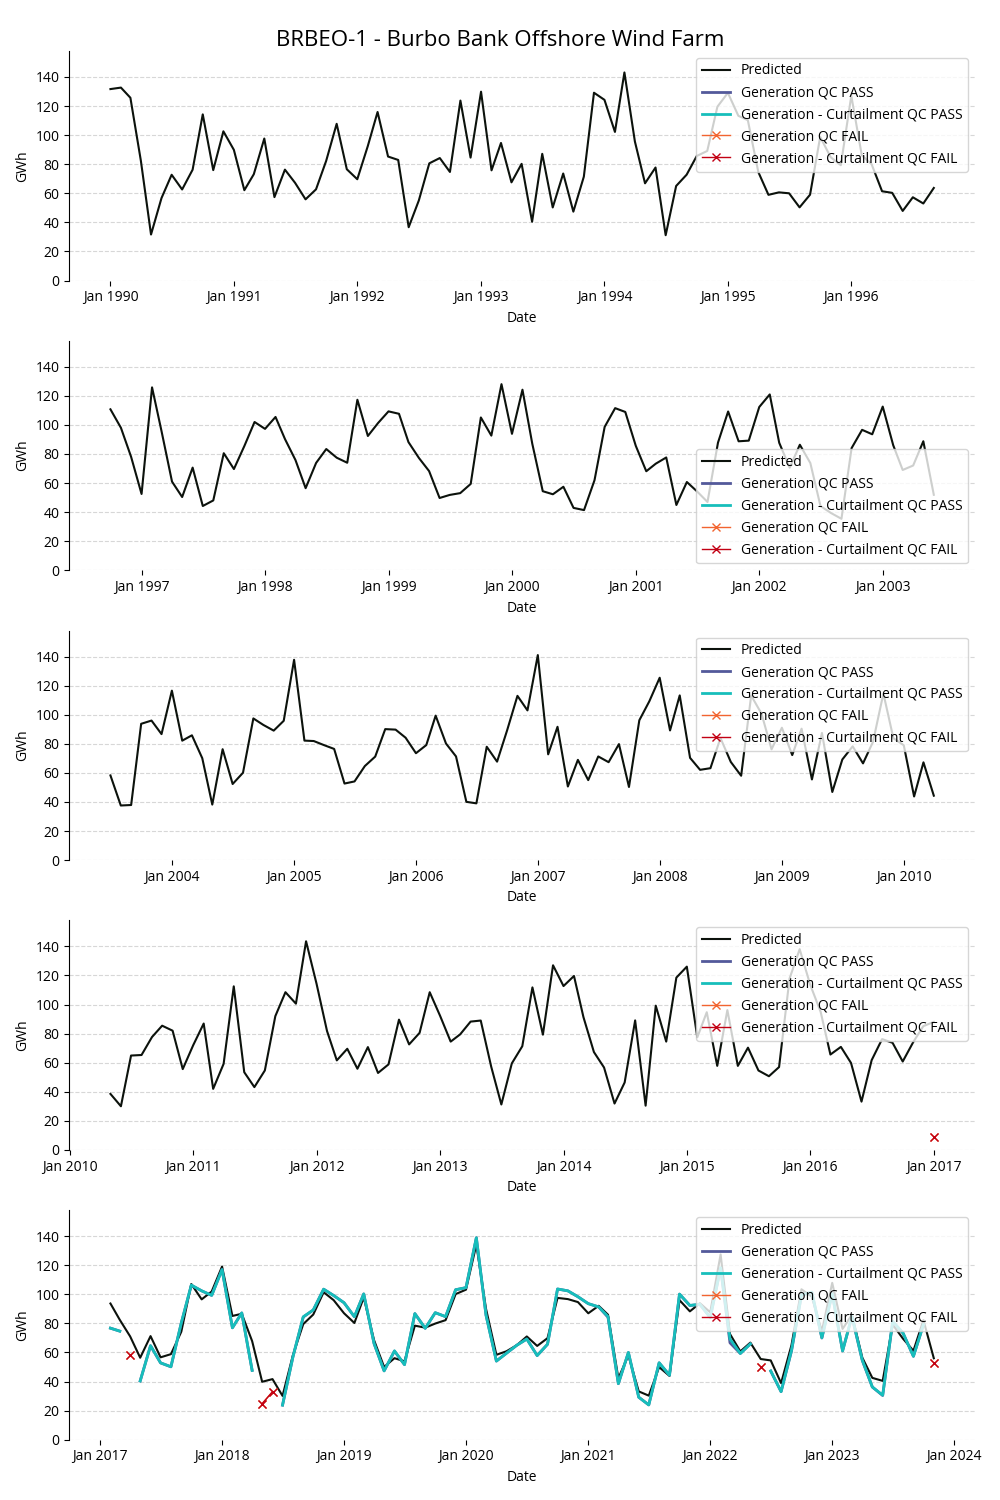 BRBEO-1 - Burbo Bank Offshore Wind Farm
140
120
100
80
60
40
20
0
GWh
Predicted
Generation QC PASS
Generation - Curtailment QC PASS
Generation QC FAIL
Generation - Curtailment QC FAIL
Jan 1990 Jan 1991 Jan 1992 Jan 1993 Jan 1994 Jan 1995 Jan 1996
Date
140
120
100
80
60
40
20
0
GWh
Predicted
Generation QC PASS
Generation - Curtailment QC PASS
Generation QC FAIL
Generation - Curtailment QC FAIL
Jan 1997 Jan 1998 Jan 1999 Jan 2000 Jan 2001 Jan 2002 Jan 2003
Date
140
120
100
80
60
40
20
0
GWh
Predicted
Generation QC PASS
Generation - Curtailment QC PASS
Generation QC FAIL
Generation - Curtailment QC FAIL
Jan 2004 Jan 2005 Jan 2006 Jan 2007 Jan 2008 Jan 2009 Jan 2010
Date
140
120
100
80
60
40
20
0
GWh
Predicted
Generation QC PASS
Generation - Curtailment QC PASS
Generation QC FAIL
Generation - Curtailment QC FAIL
Jan 2010 Jan 2011 Jan 2012 Jan 2013 Jan 2014 Jan 2015 Jan 2016 Jan 2017
Date
140
120
100
80
60
40
20
0
GWh
Predicted
Generation QC PASS
Generation - Curtailment QC PASS
Generation QC FAIL
Generation - Curtailment QC FAIL
Jan 2017 Jan 2018 Jan 2019 Jan 2020 Jan 2021 Jan 2022 Jan 2023 Jan 2024
Date